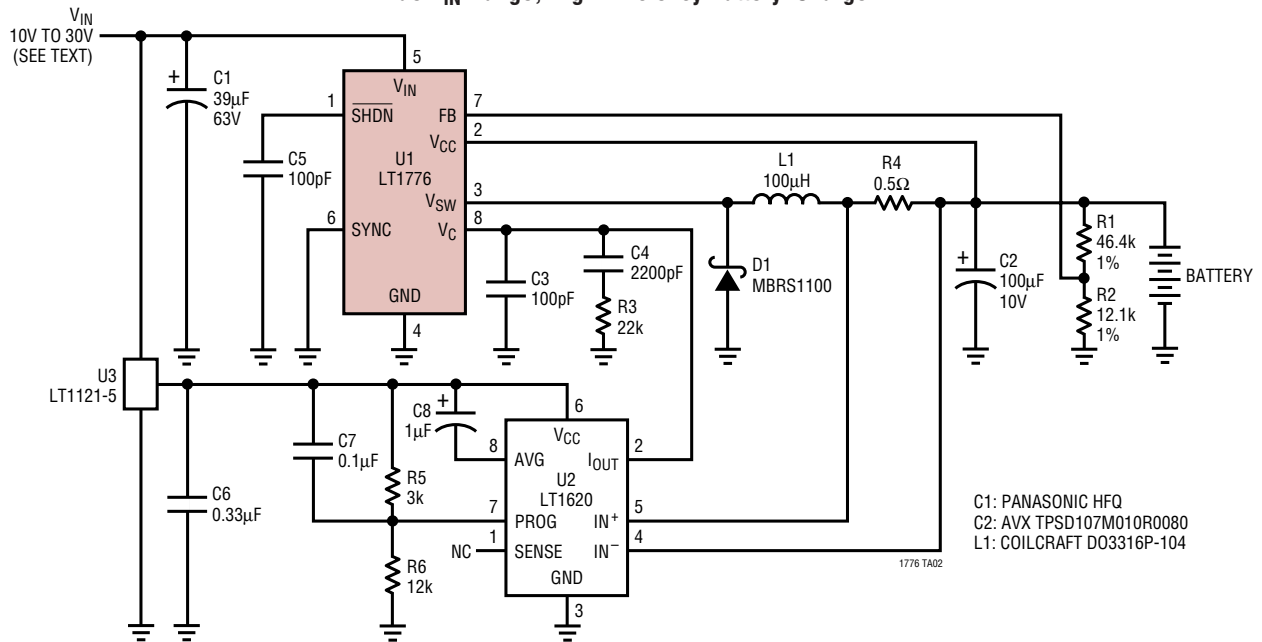 V_IN
10V TO 30V
(SEE TEXT)
+
C1
39µF
63V
5
V_IN
1
SHDN
FB
7
V_CC
2
U1
LT1776
C5
100pF
V_SW
3
6
SYNC
V_C
8
GND
4
L1
100µH
R4
0.5Ω
C4
2200pF
C3
100pF
R3
22k
D1
MBRS1100
+
C2
100µF
10V
R1
46.4k
1%
R2
12.1k
1%
BATTERY
U3
LT1121-5
C6
0.33µF
C7
0.1µF
R5
3k
R6
12k
C8
1µF
+
6
V_CC
8
AVG
I_OUT
2
U2
LT1620
7
PROG
IN+
5
NC
1
SENSE
IN−
4
GND
3
1776 TA02
C1: PANASONIC HFQ
C2: AVX TPSD107M010R0080
L1: COILCRAFT DO3316P-104